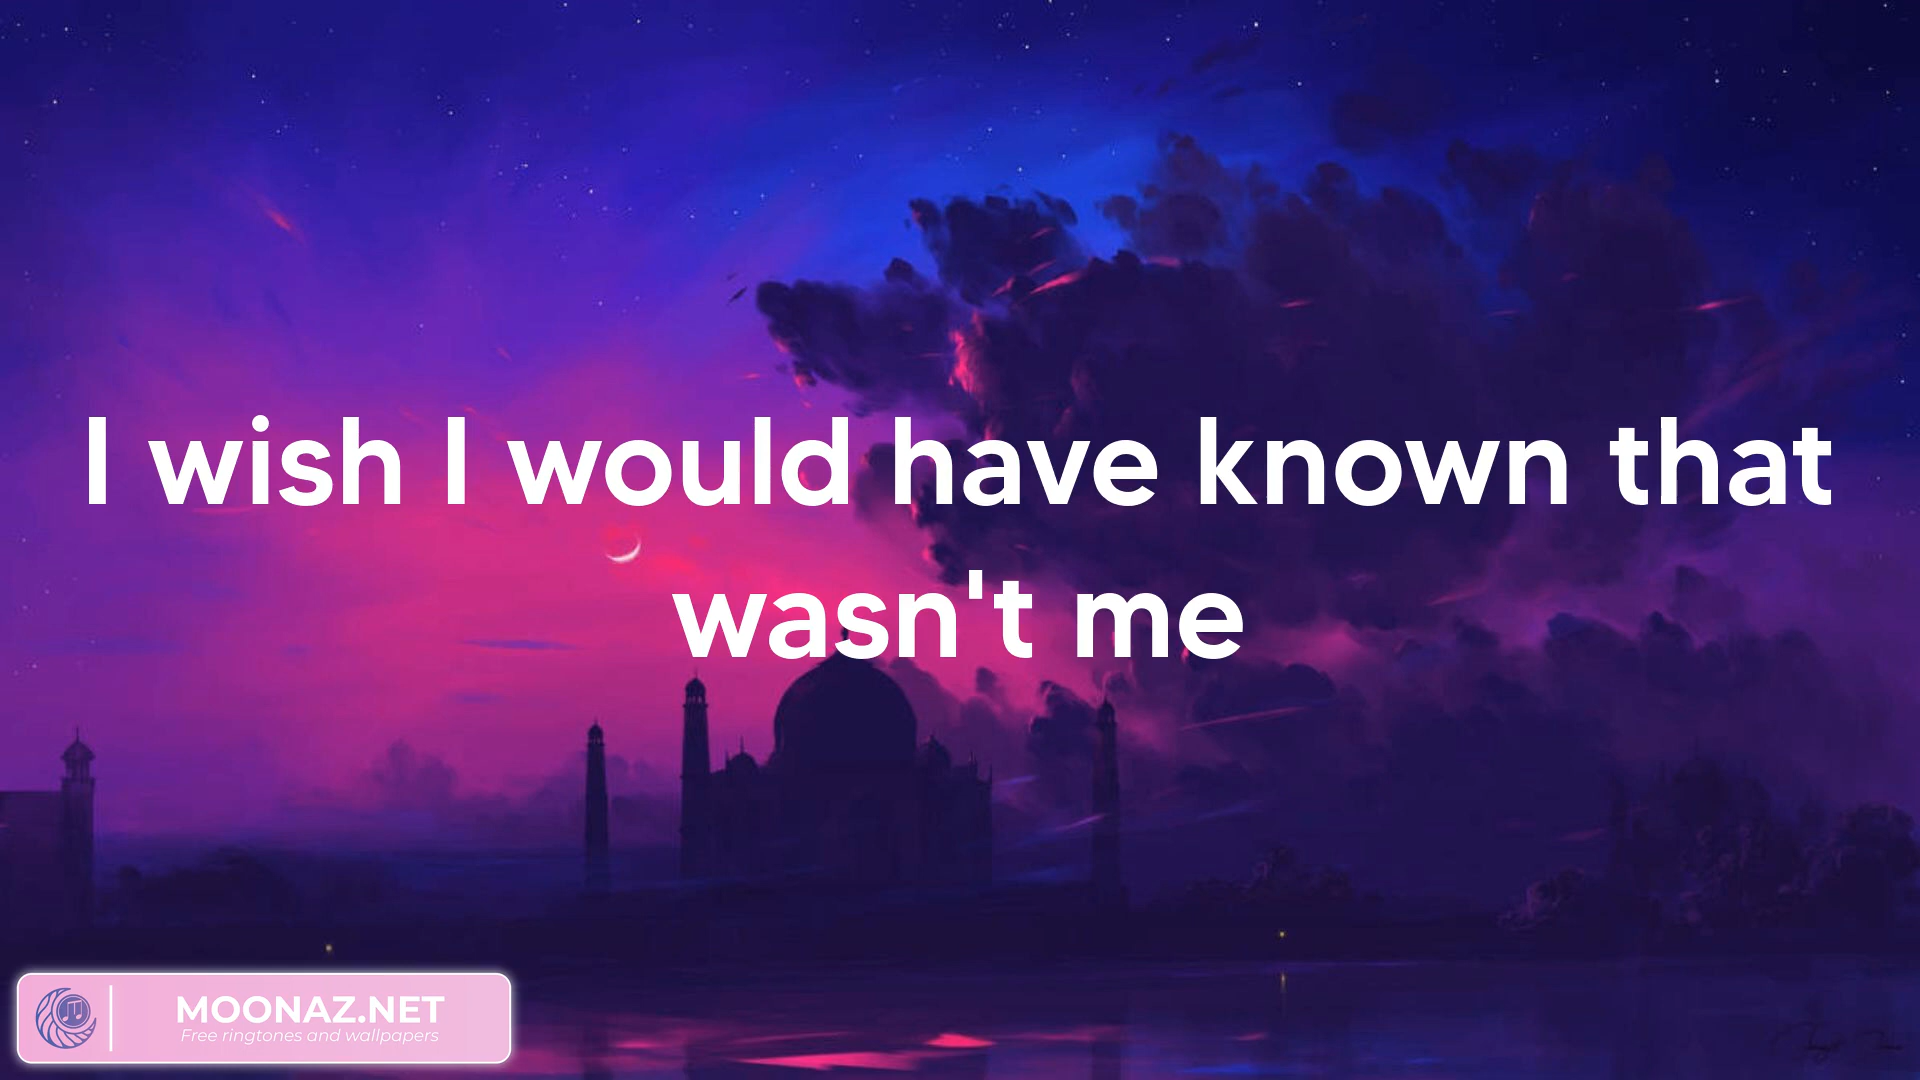 I wish I would have known that
wasn't me
MOONAZ.NET
Free ringtones and wallpapers